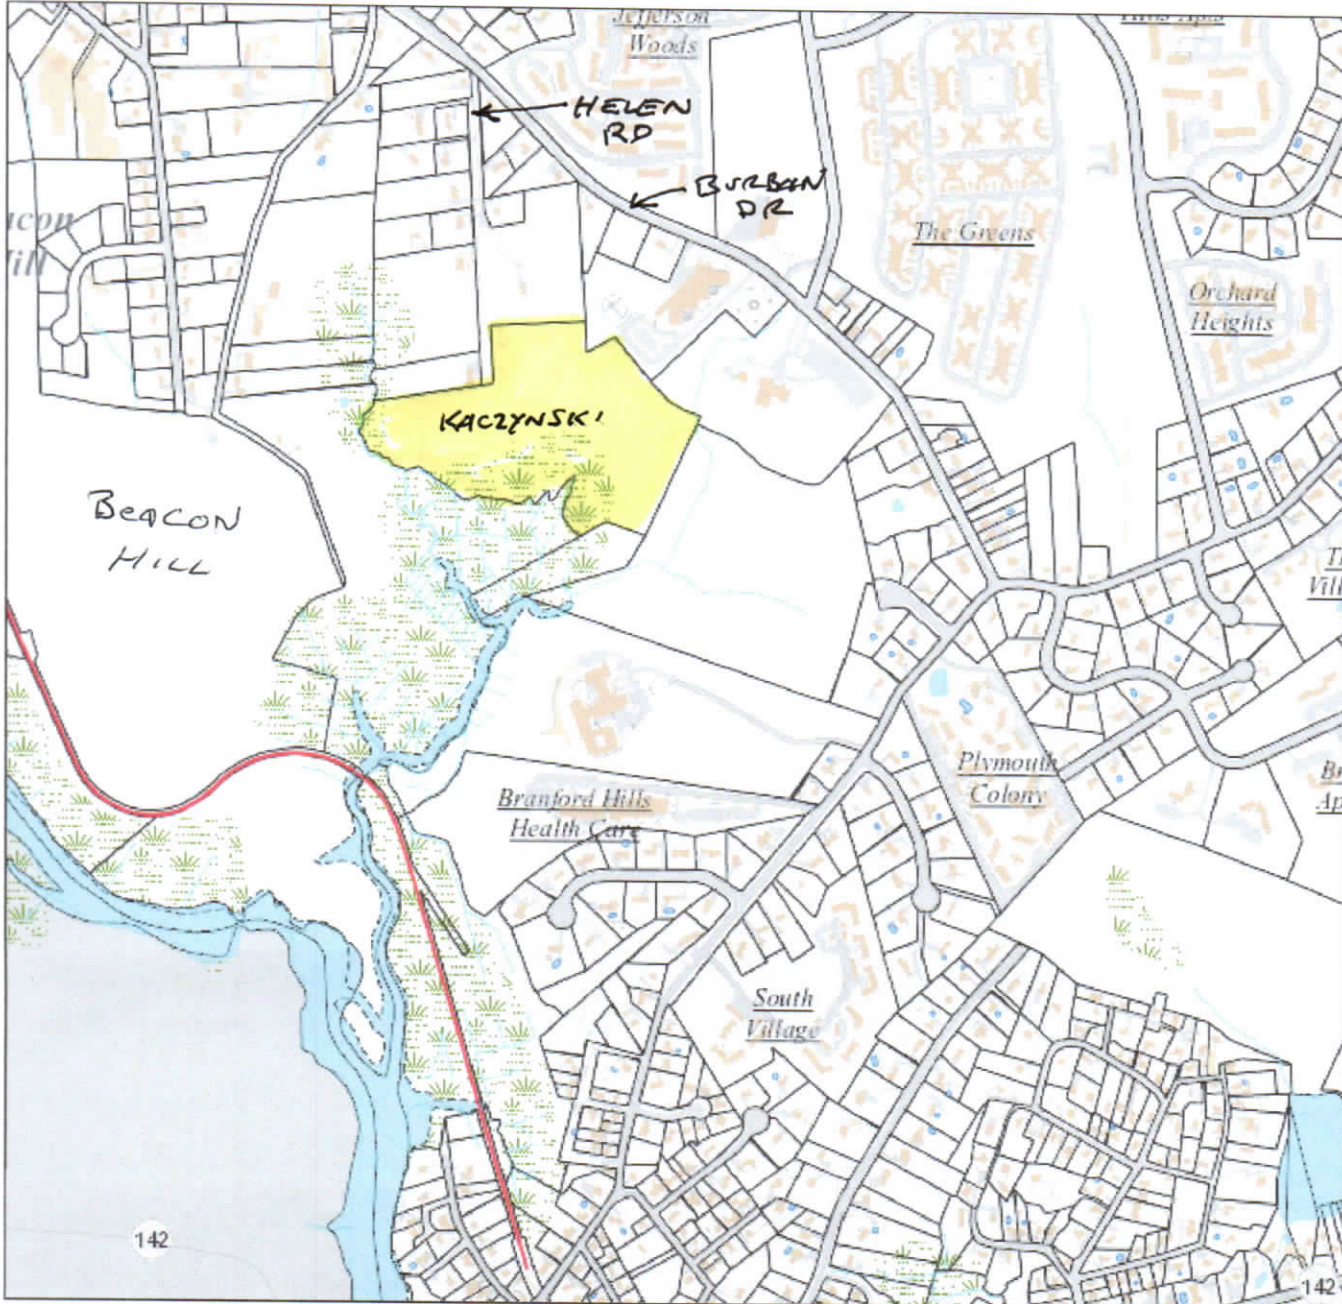 Jefferson
Woods
HELEN
RD
BURBAN
DR
The Greens
Orchard
Heights
KACZYNSKI
BEACON
HILL
Branford Hills
Health Care
Plymouth
Colony
South
Village
142
142